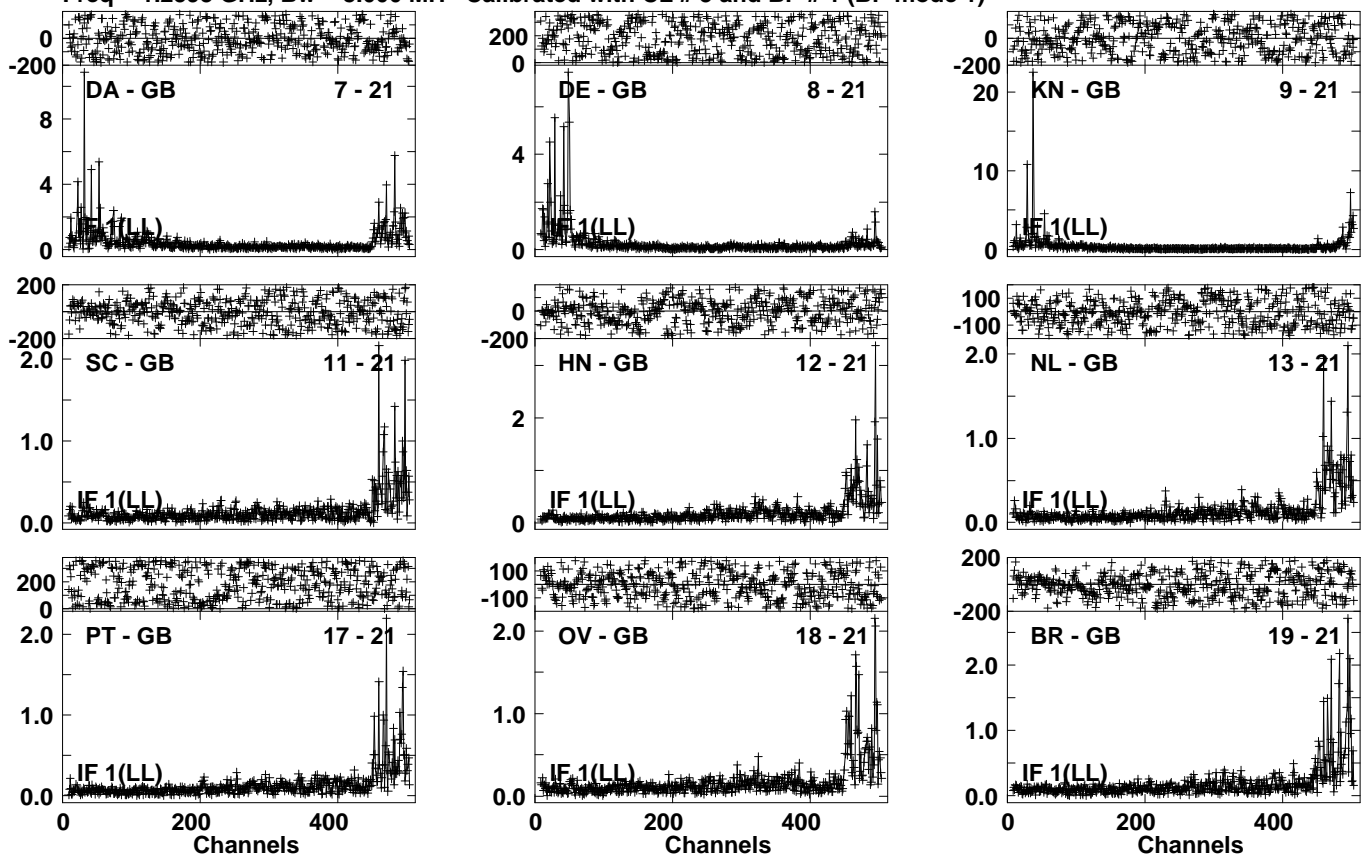 0
-200
200
0
0
-200
DA - GB 7 - 21
8
4
0
IF 1(LL)
DE - GB 8 - 21
4
0
IF 1(LL)
KN - GB 9 - 21
20
10
0
IF 1(LL)
200
0
-200
0
-200
100
-100
SC - GB 11 - 21
2.0
1.0
0.0
IF 1(LL)
HN - GB 12 - 21
2
0
IF 1(LL)
NL - GB 13 - 21
2.0
1.0
0.0
IF 1(LL)
200
0
100
-100
200
-200
PT - GB 17 - 21
2.0
1.0
0.0
IF 1(LL)
OV - GB 18 - 21
2.0
1.0
0.0
IF 1(LL)
BR - GB 19 - 21
2.0
1.0
0.0
IF 1(LL)
0 200 400
Channels
0 200 400
Channels
0 200 400
Channels